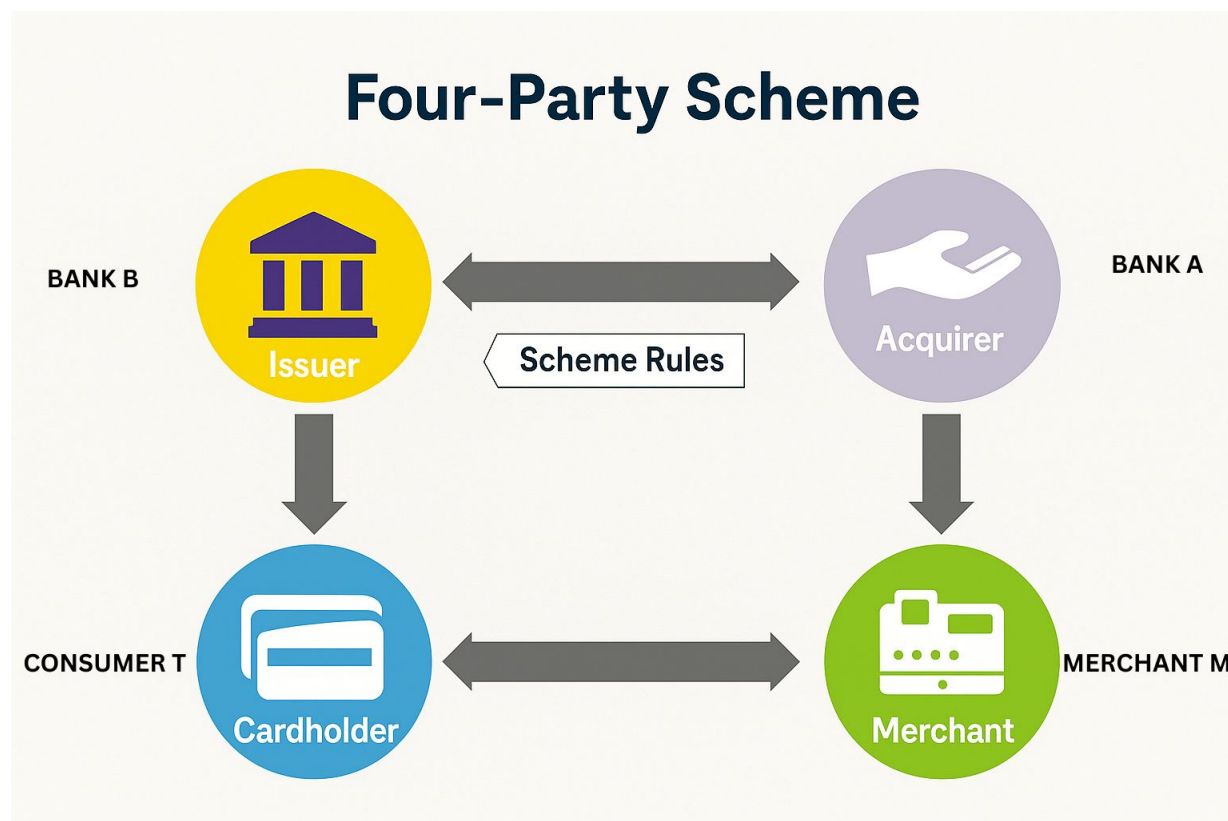 Four-Party Scheme
BANK B
Issuer
Scheme Rules
Acquirer
BANK A
CONSUMER T
Cardholder
Merchant
MERCHANT M